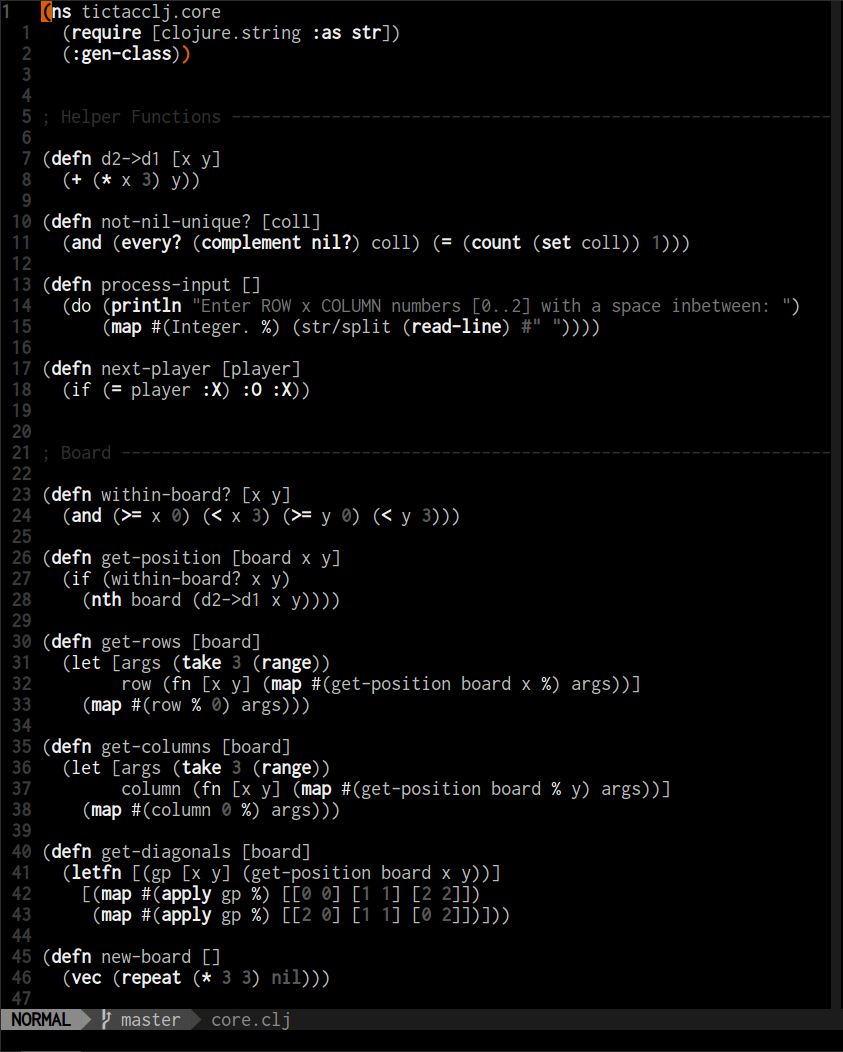 1   (ns tictacclj.core
  1   (require [clojure.string :as str])
  2   (:gen-class))
  3
  4
  5 ; Helper Functions -----------------------------------------------------------
  6
  7 (defn d2->d1 [x y]
  8   (+ (* x 3) y))
  9
 10 (defn not-nil-unique? [coll]
 11   (and (every? (complement nil?) coll) (= (count (set coll)) 1)))
 12
 13 (defn process-input []
 14   (do (println "Enter ROW x COLUMN numbers [0..2] with a space inbetween: ")
 15       (map #(Integer. %) (str/split (read-line) #" "))))
 16
 17 (defn next-player [player]
 18   (if (= player :X) :O :X))
 19
 20
 21 ; Board ----------------------------------------------------------------------
 22
 23 (defn within-board? [x y]
 24   (and (>= x 0) (< x 3) (>= y 0) (< y 3)))
 25
 26 (defn get-position [board x y]
 27   (if (within-board? x y)
 28     (nth board (d2->d1 x y))))
 29
 30 (defn get-rows [board]
 31   (let [args (take 3 (range))
 32         row (fn [x y] (map #(get-position board x %) args))]
 33     (map #(row % 0) args)))
 34
 35 (defn get-columns [board]
 36   (let [args (take 3 (range))
 37         column (fn [x y] (map #(get-position board % y) args))]
 38     (map #(column 0 %) args)))
 39
 40 (defn get-diagonals [board]
 41   (letfn [(gp [x y] (get-position board x y))]
 42     [(map #(apply gp %) [[0 0] [1 1] [2 2]])
 43      (map #(apply gp %) [[2 0] [1 1] [0 2]])]))
 44
 45 (defn new-board []
 46   (vec (repeat (* 3 3) nil)))
 47
NORMAL master core.clj